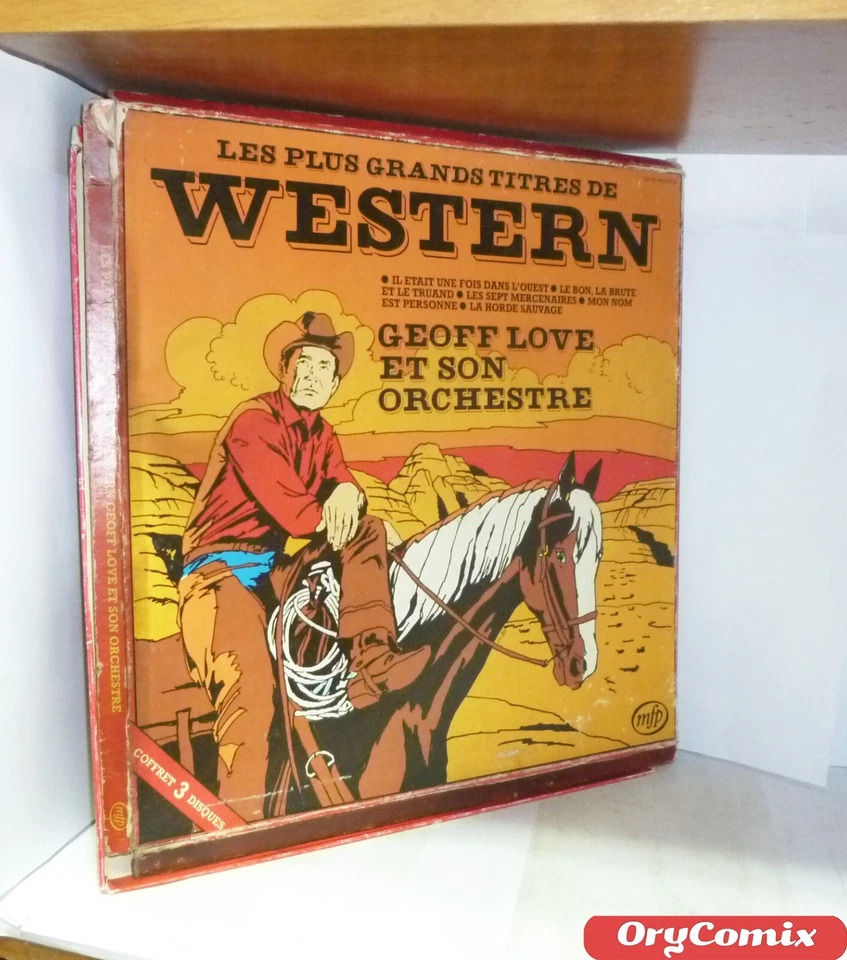 LES PLUS GRANDS TITRES DE
WESTERN
● IL ETAIT UNE FOIS DANS L'OUEST ● LE BON, LA BRUTE
ET LE TRUAND ● LES SEPT MERCENAIRES ● MON NOM
EST PERSONNE ● LA HORDE SAUVAGE
GEOFF LOVE
ET SON
ORCHESTRE
mfp
COFFRET 3 DISQUES
GEOFF LOVE ET SON ORCHESTRE
mfp
OryComix